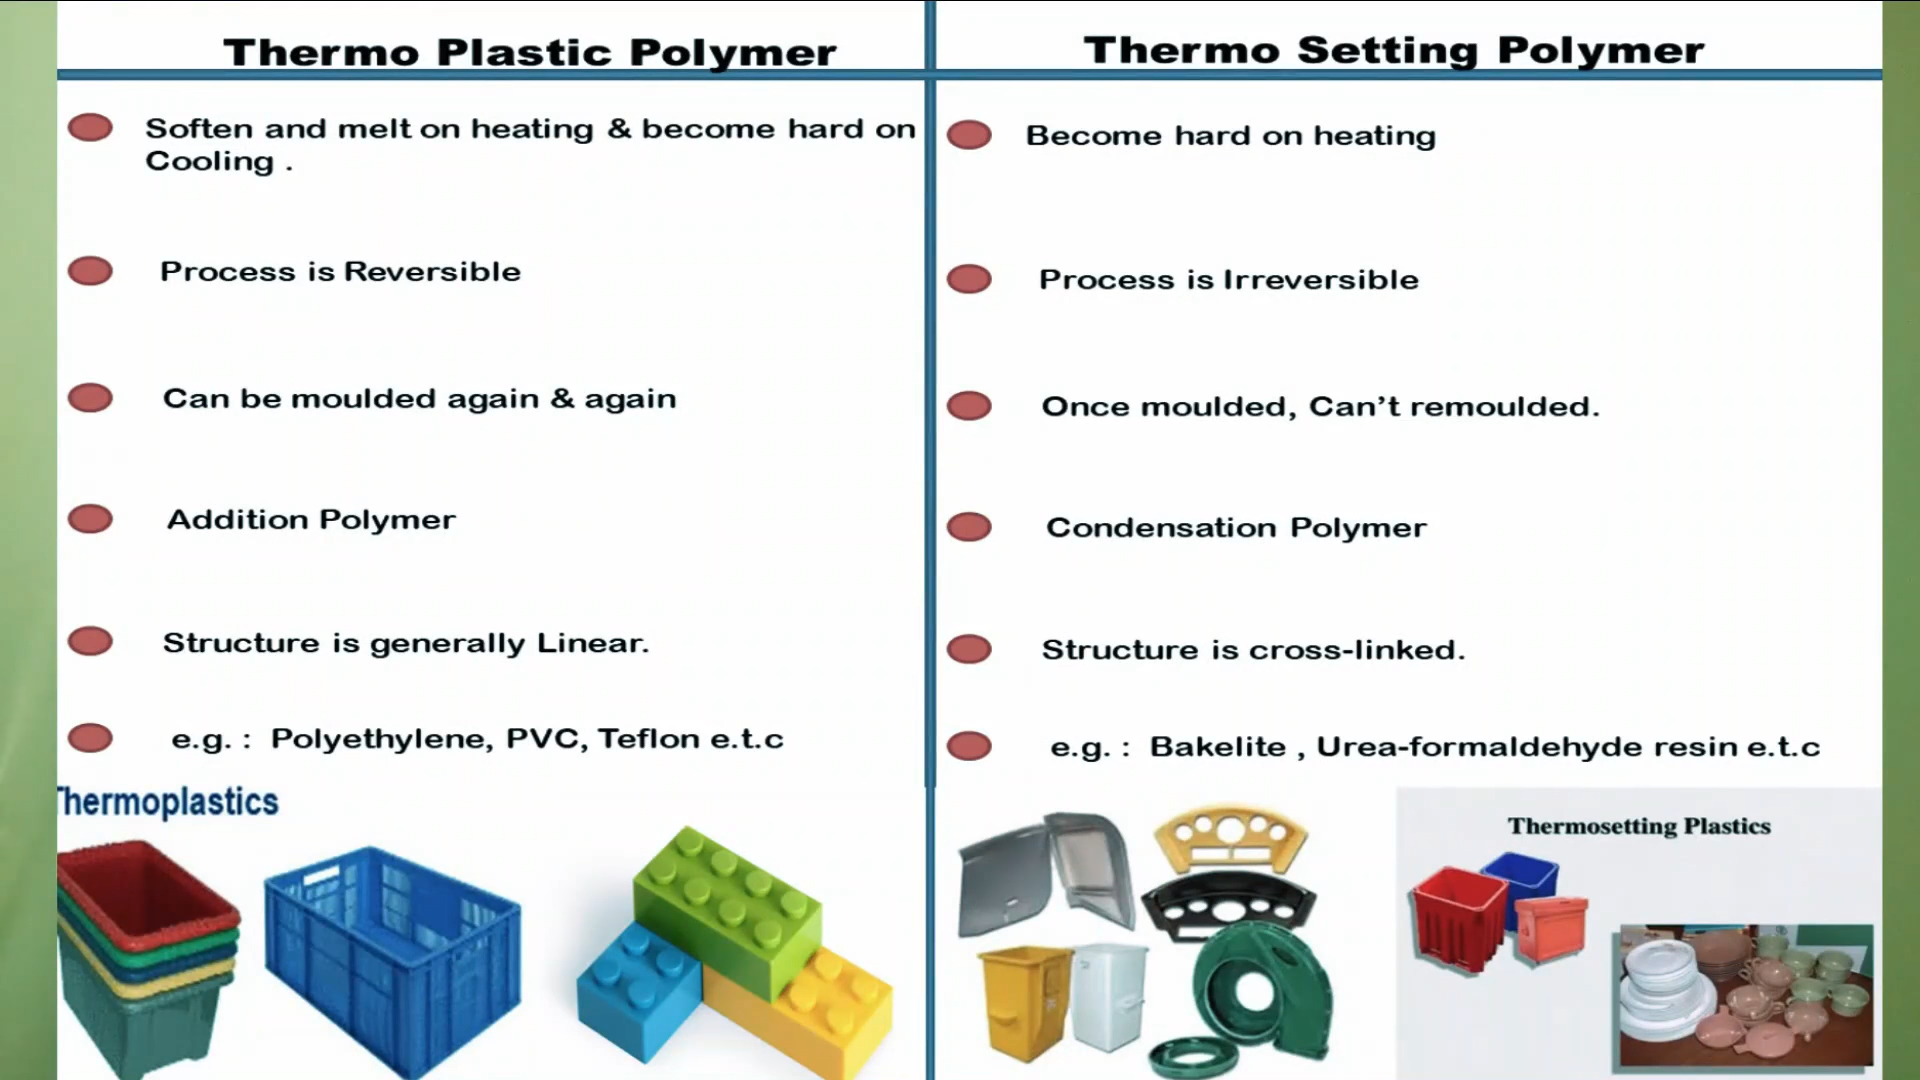 Thermo Plastic Polymer
Soften and melt on heating & become hard on
Cooling .
Process is Reversible
Can be moulded again & again
Addition Polymer
Structure is generally Linear.
e.g. : Polyethylene, PVC, Teflon e.t.c
Thermoplastics
Thermo Setting Polymer
Become hard on heating
Process is Irreversible
Once moulded, Can’t remoulded.
Condensation Polymer
Structure is cross-linked.
e.g. : Bakelite , Urea-formaldehyde resin e.t.c
Thermosetting Plastics